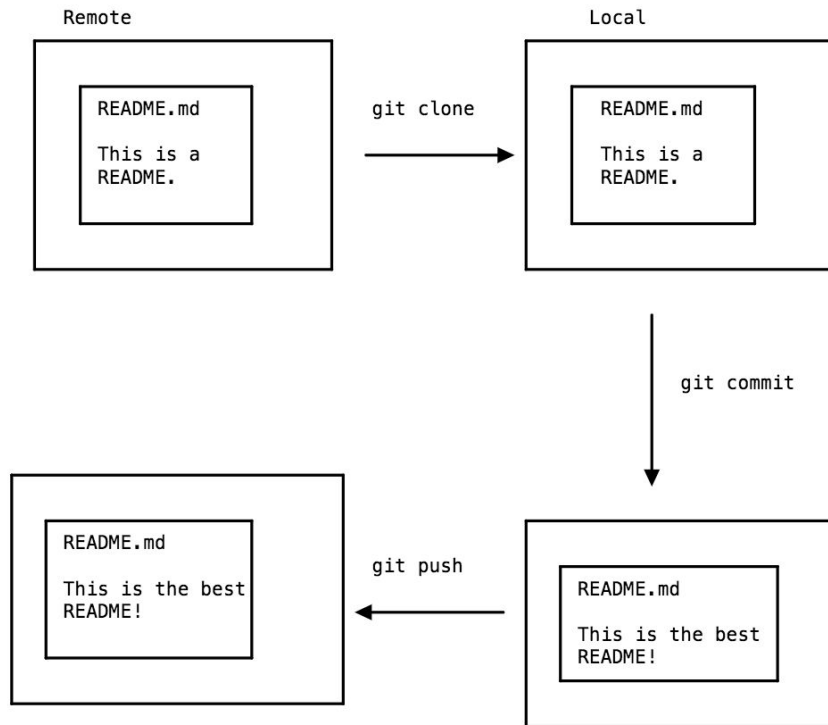 Remote
Local
README.md
This is a
README.
git clone
README.md
This is a
README.
git commit
README.md
This is the best
README!
git push
README.md
This is the best
README!